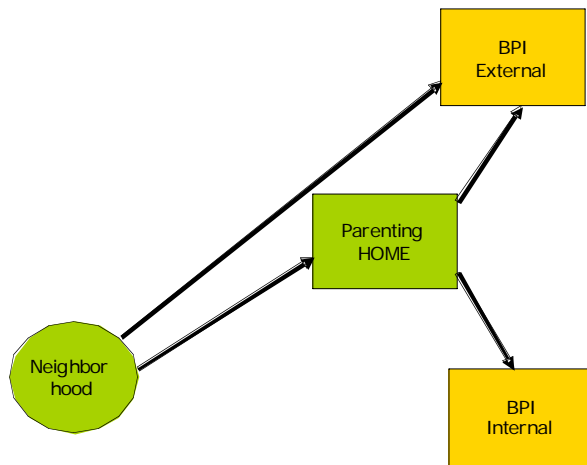 BPI
External
Parenting
HOME
Neighbor
hood
BPI
Internal